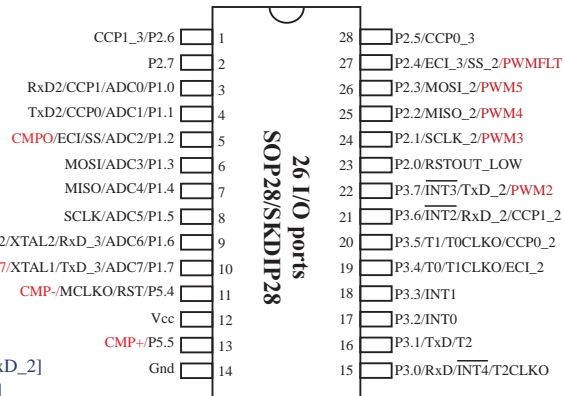 CCP1_3/P2.6 1
P2.7 2
RxD2/CCP1/ADC0/P1.0 3
TxD2/CCP0/ADC1/P1.1 4
CMPO/ECI/SS/ADC2/P1.2 5
MOSI/ADC3/P1.3 6
MISO/ADC4/P1.4 7
SCLK/ADC5/P1.5 8
2/XTAL2/RxD_3/ADC6/P1.6 9
7/XTAL1/TxD_3/ADC7/P1.7 10
CMP-/MCLKO/RST/P5.4 11
Vcc 12
CMP+/P5.5 13
Gnd 14
26 I/O ports
SOP28/SKDIP28
28 P2.5/CCP0_3
27 P2.4/ECI_3/SS_2/PWMFLT
26 P2.3/MOSI_2/PWM5
25 P2.2/MISO_2/PWM4
24 P2.1/SCLK_2/PWM3
23 P2.0/RSTOUT_LOW
22 P3.7/INT3/TxD_2/PWM2
21 P3.6/INT2/RxD_2/CCP1_2
20 P3.5/T1/T0CLKO/CCP0_2
19 P3.4/T0/T1CLKO/ECI_2
18 P3.3/INT1
17 P3.2/INT0
16 P3.1/TxD/T2
15 P3.0/RxD/INT4/T2CLKO
xD_2]
]